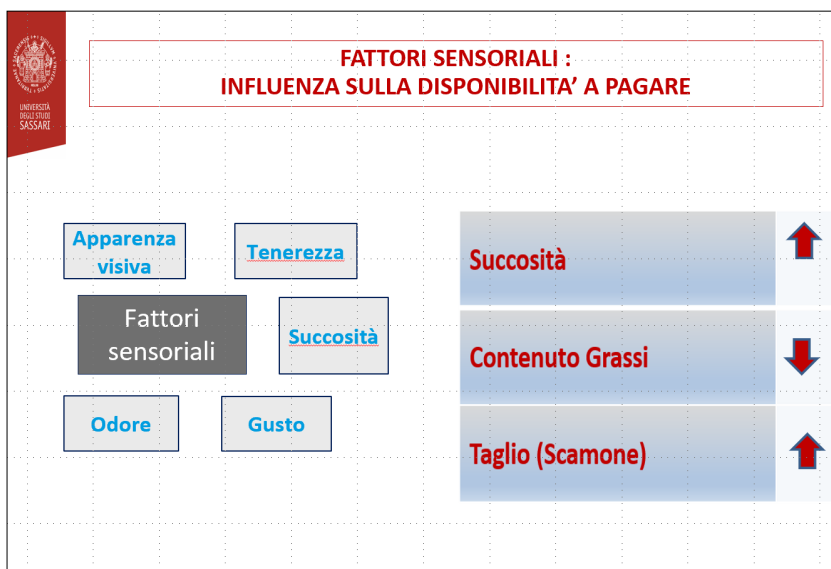 FATTORI SENSORIALI :
INFLUENZA SULLA DISPONIBILITA’ A PAGARE
UNIVERSITÀ
DEGLI STUDI
SASSARI
Apparenza
visiva
Tenerezza
Fattori
sensoriali
Succosità
Odore
Gusto
Succosità
Contenuto Grassi
Taglio (Scamone)